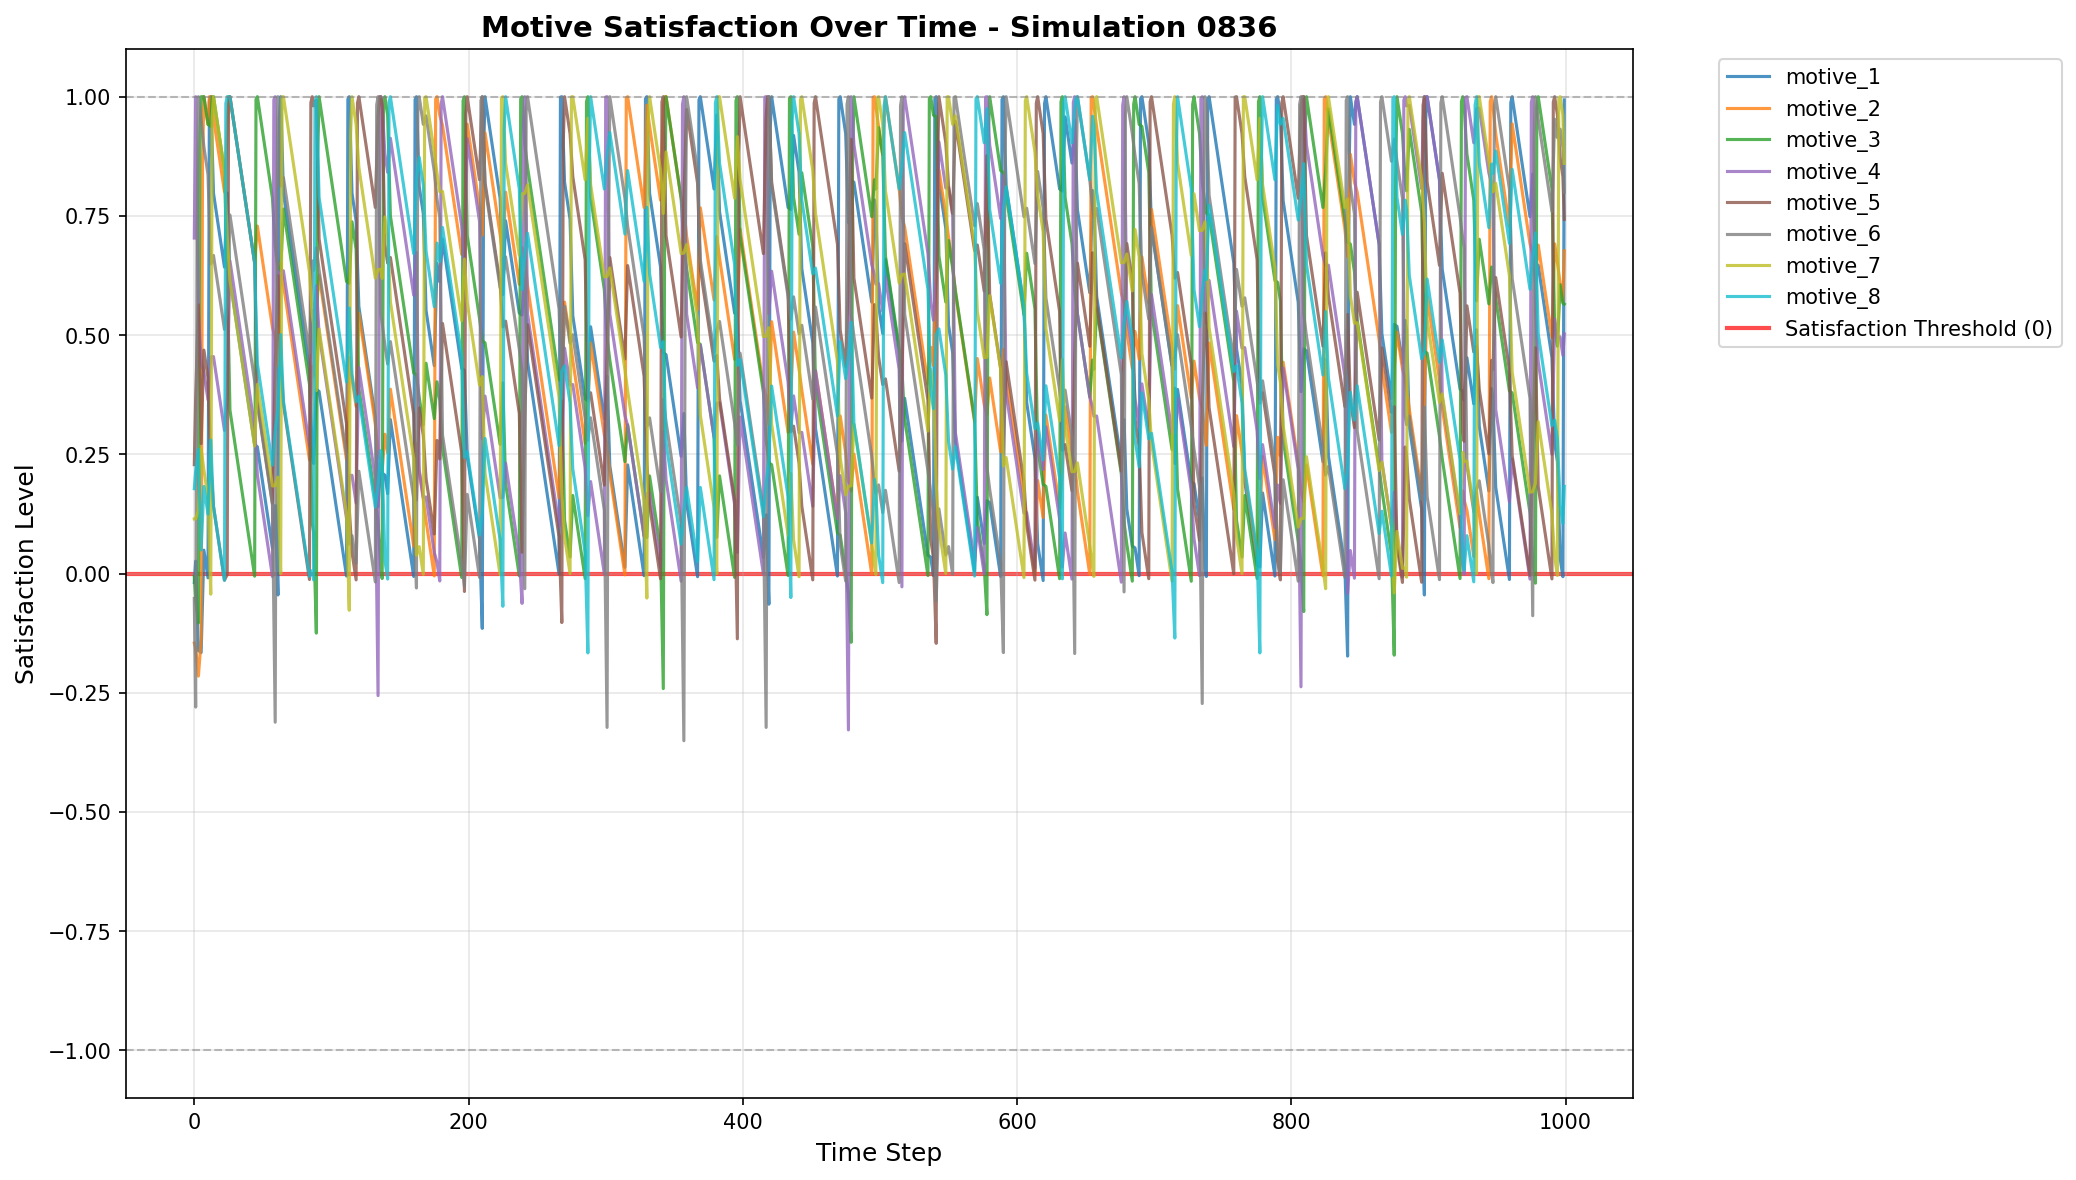 Motive Satisfaction Over Time - Simulation 0836
1.00
0.75
0.50
0.25
0.00
−0.25
−0.50
−0.75
−1.00
Satisfaction Level
0
200
400
600
800
1000
Time Step
motive_1
motive_2
motive_3
motive_4
motive_5
motive_6
motive_7
motive_8
Satisfaction Threshold (0)